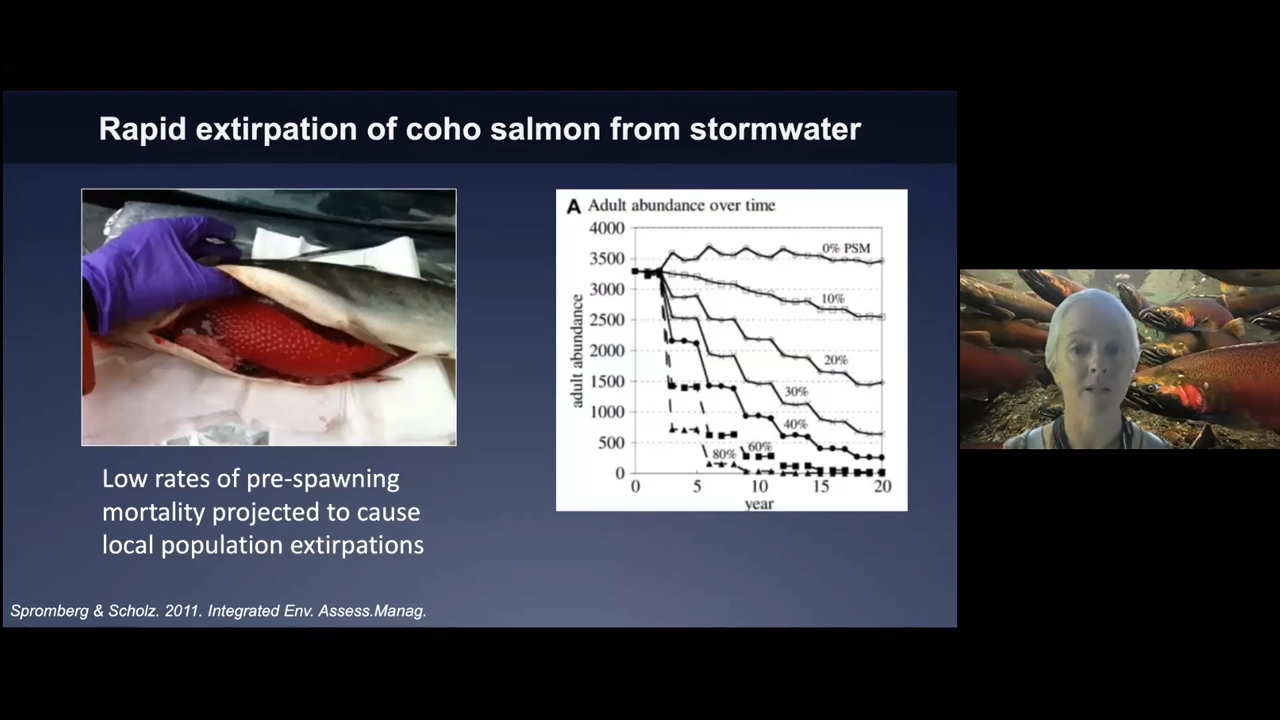 Rapid extirpation of coho salmon from stormwater
A Adult abundance over time
4000
3500
3000
2500
2000
1500
1000
500
0
adult abundance
0% PSM
10%
20%
30%
40%
60%
80%
0 5 10 15 20
year
Low rates of pre-spawning
mortality projected to cause
local population extirpations
Spromberg & Scholz. 2011. Integrated Env. Assess.Manag.